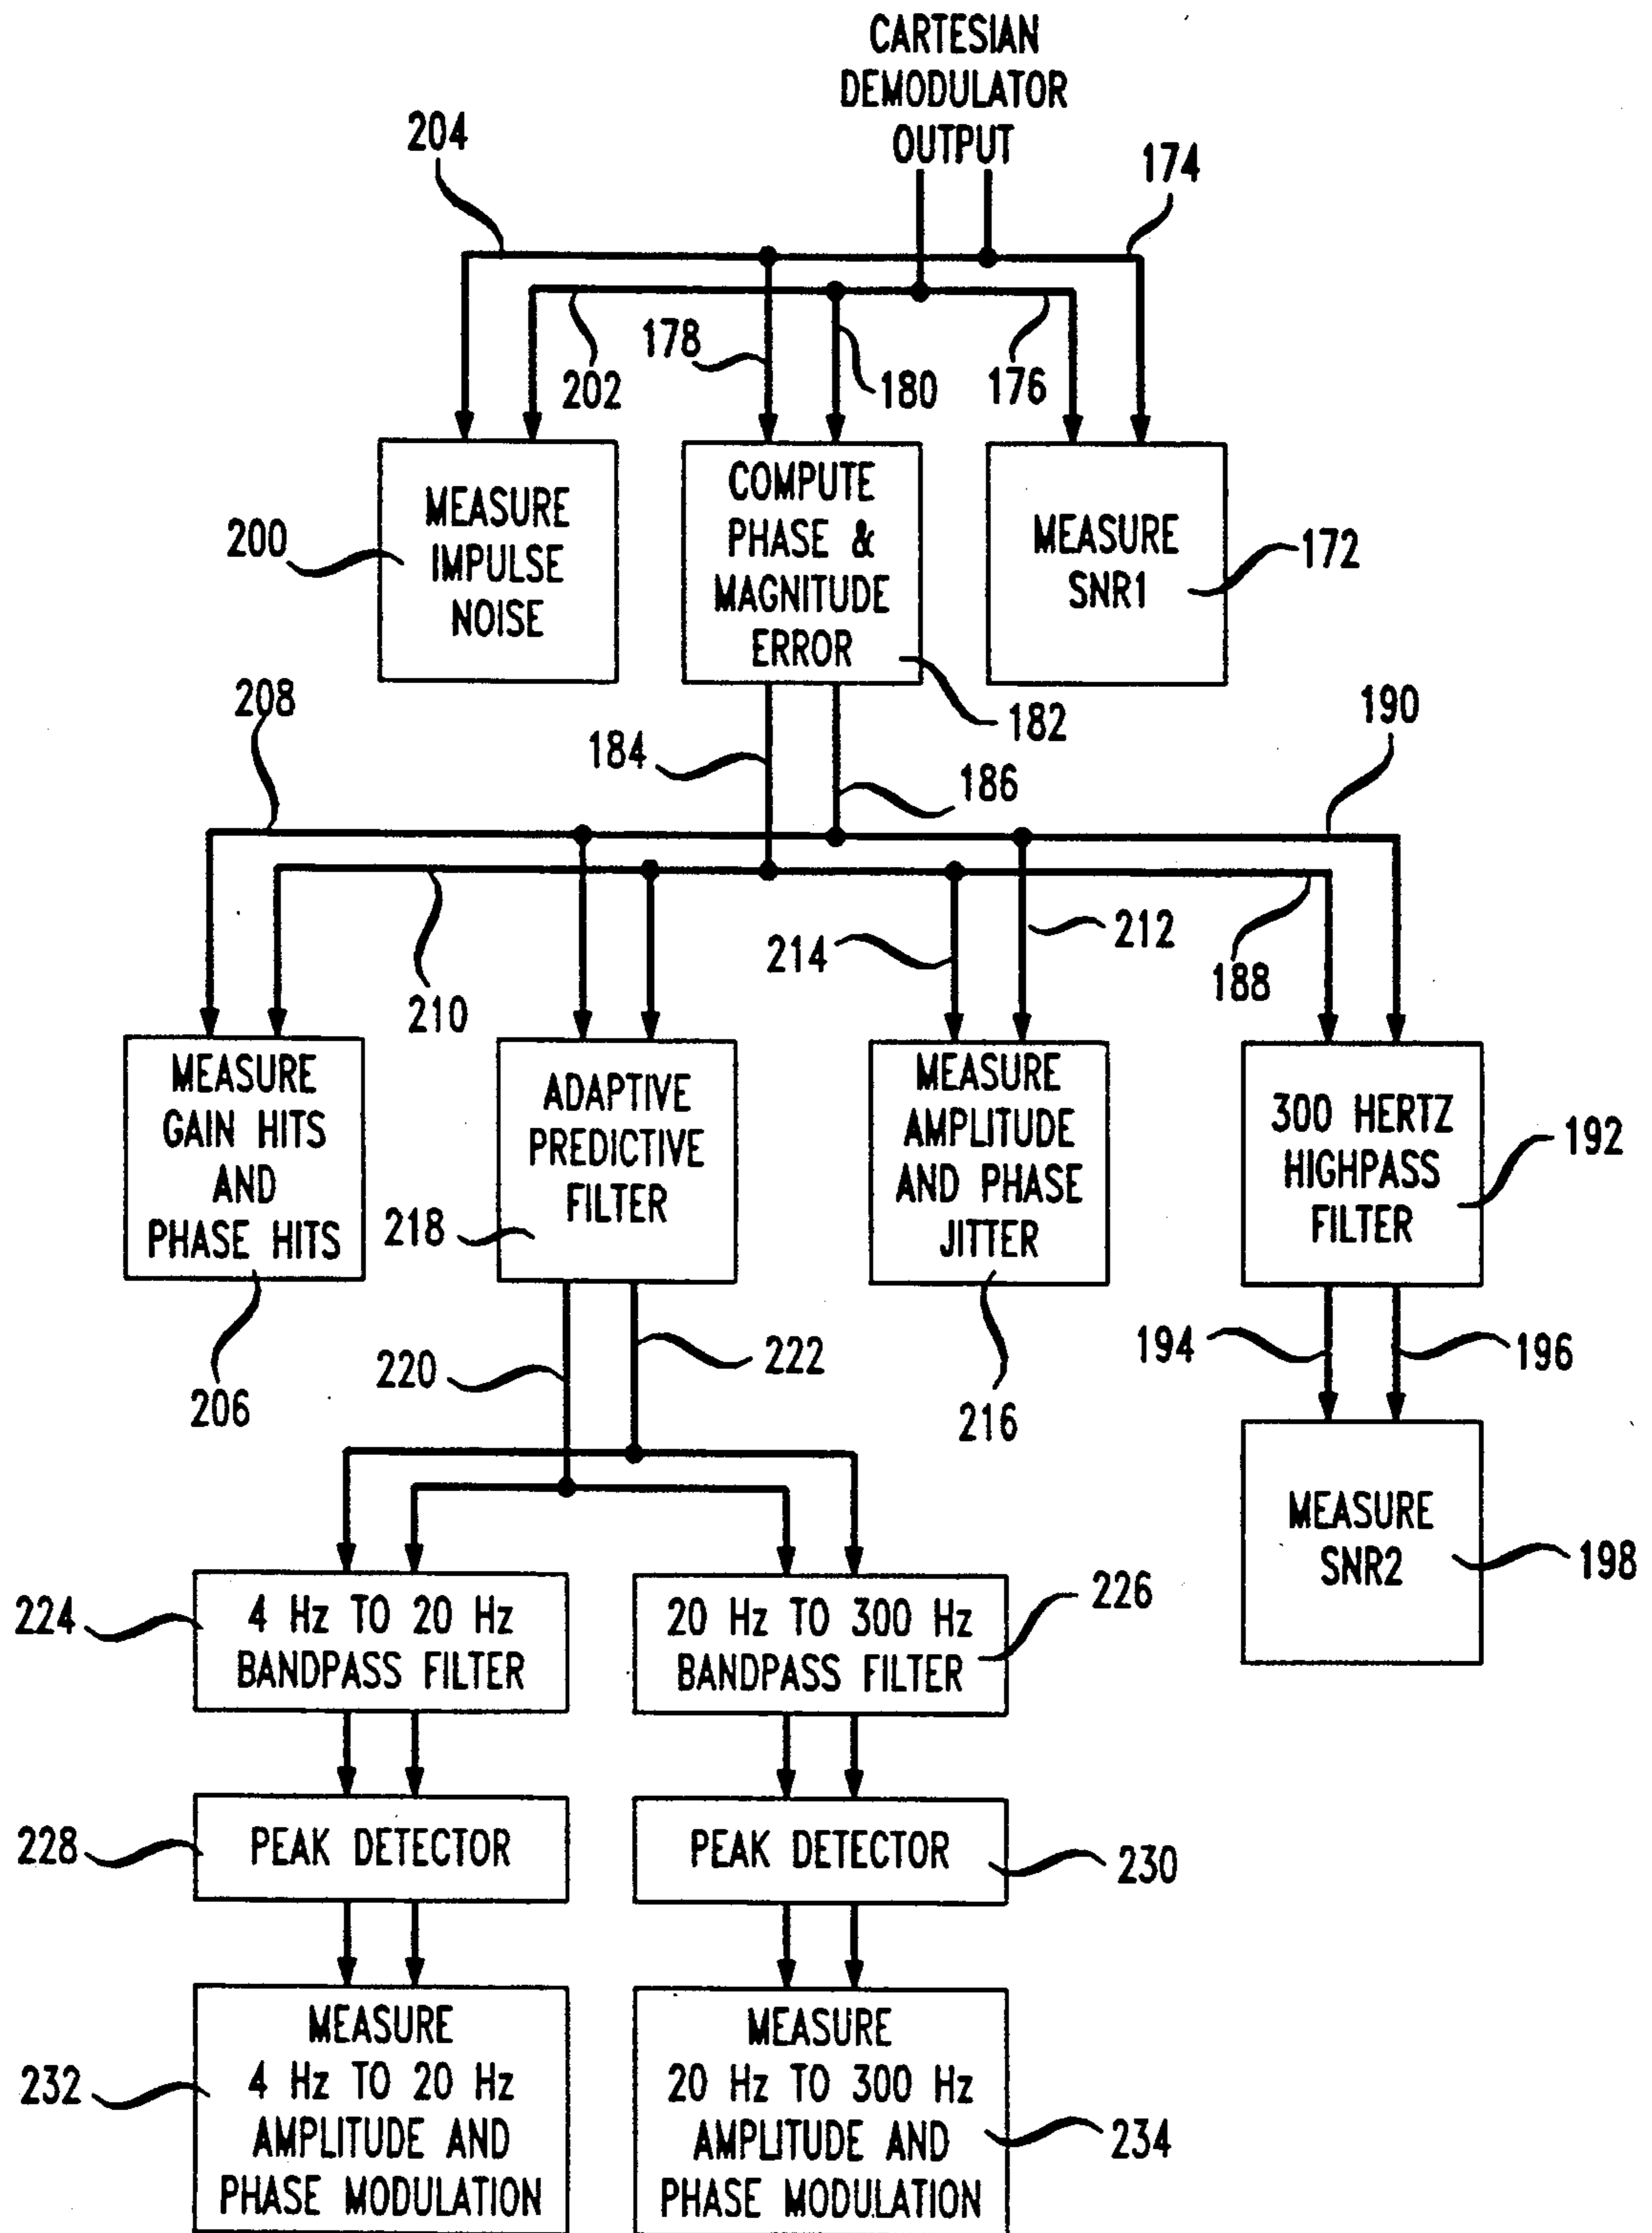 CARTESIAN
DEMODULATOR
OUTPUT
204
174
178
202
180
176
200
MEASURE
IMPULSE
NOISE
COMPUTE
PHASE &
MAGNITUDE
ERROR
MEASURE
SNR1
172
208
182
190
184
186
210
214
212
188
MEASURE
GAIN HITS
AND
PHASE HITS
ADAPTIVE
PREDICTIVE
FILTER
218
MEASURE
AMPLITUDE
AND PHASE
JITTER
300 HERTZ
HIGHPASS
FILTER
192
206
220
222
216
194
196
MEASURE
SNR2
198
224
4 Hz TO 20 Hz
BANDPASS FILTER
20 Hz TO 300 Hz
BANDPASS FILTER
226
228
PEAK DETECTOR
PEAK DETECTOR
230
232
MEASURE
4 Hz TO 20 Hz
AMPLITUDE AND
PHASE MODULATION
MEASURE
20 Hz TO 300 Hz
AMPLITUDE AND
PHASE MODULATION
234